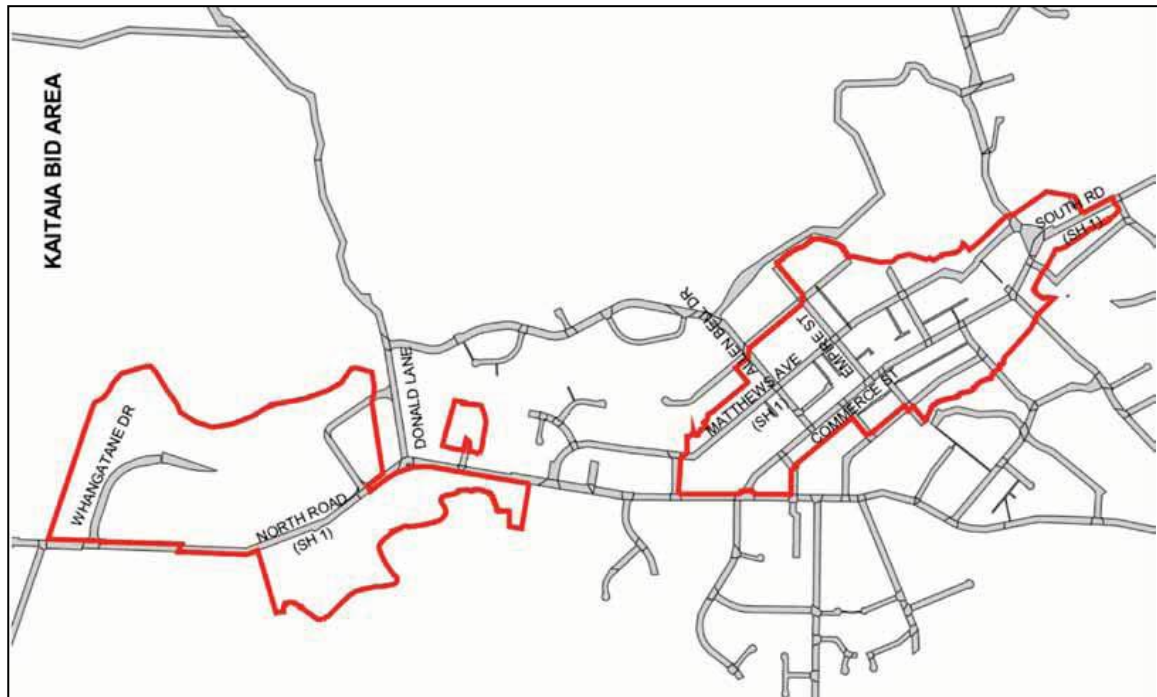 KAITAIA BID AREA
WHANGATANE DR
NORTH ROAD
(SH 1)
DONALD LANE
ALLEN BELL DR
MATTHEWS AVE
(SH 1)
EMPIRE ST
COMMERCE ST
SOUTH RD
(SH 1)